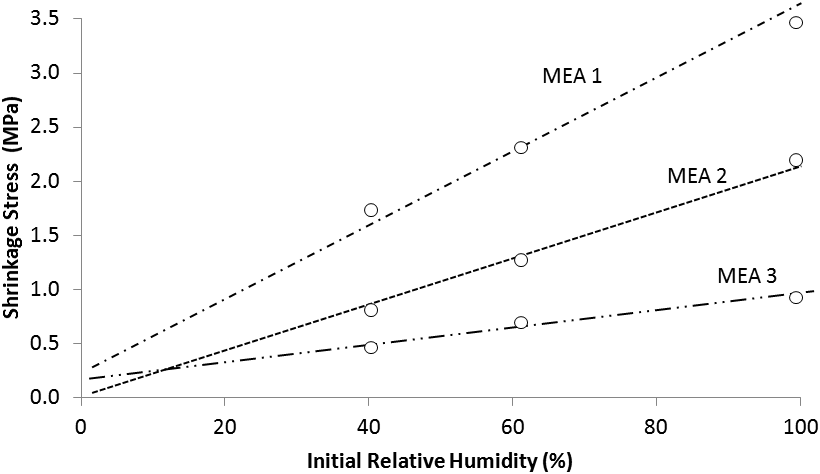 3.5
3.0
2.5
2.0
1.5
1.0
0.5
0.0
Shrinkage Stress (MPa)
MEA 1
MEA 2
MEA 3
0 20 40 60 80 100
Initial Relative Humidity (%)